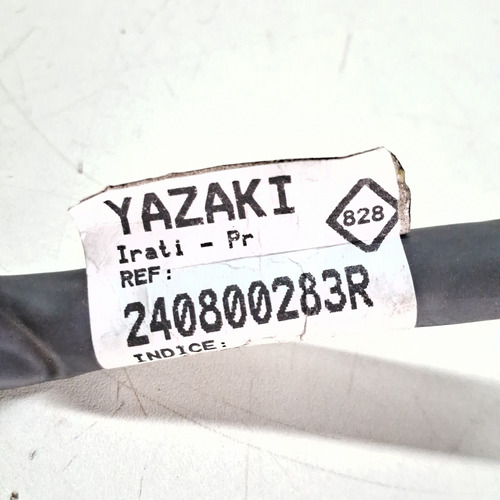 YAZAKI
828
Irati - Pr
REF:
240800283R
INDICE: